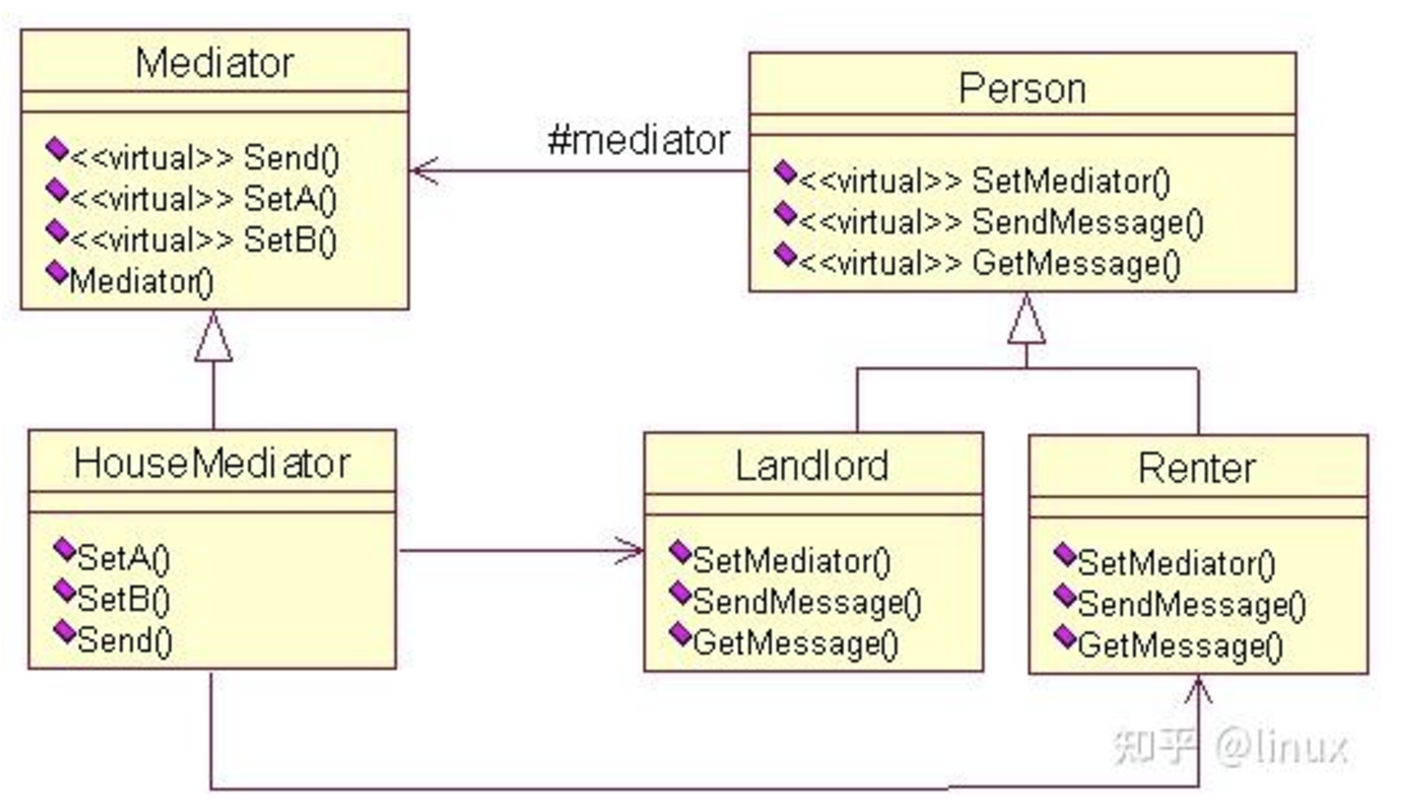 Mediator
<<virtual>> Send()
<<virtual>> SetA()
<<virtual>> SetB()
Mediator()
#mediator
Person
<<virtual>> SetMediator()
<<virtual>> SendMessage()
<<virtual>> GetMessage()
HouseMediator
SetA()
SetB()
Send()
Landlord
SetMediator()
SendMessage()
GetMessage()
Renter
SetMediator()
SendMessage()
GetMessage()
知乎 @linux